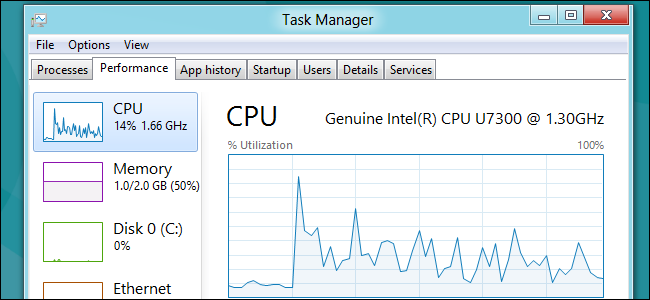 Task Manager
File Options View
Processes Performance App history Startup Users Details Services
CPU
14% 1.66 GHz
Memory
1.0/2.0 GB (50%)
Disk 0 (C:)
0%
Ethernet
CPU Genuine Intel(R) CPU U7300 @ 1.30GHz
% Utilization 100%